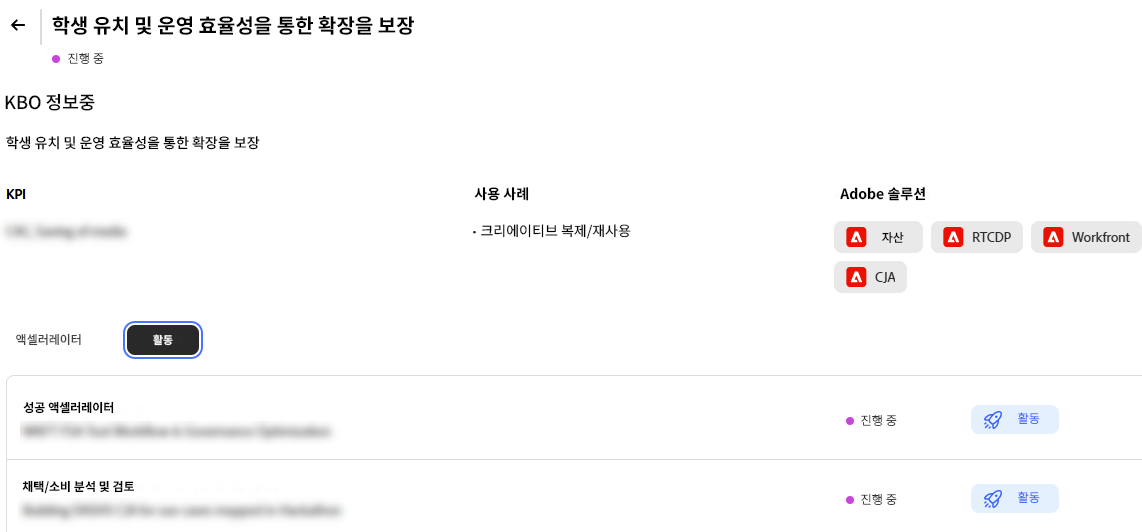 학생 유치 및 운영 효율성을 통한 확장을 보장
진행 중
KBO 정보중
학생 유치 및 운영 효율성을 통한 확장을 보장
KPI
사용 사례
• 크리에이티브 복제/재사용
Adobe 솔루션
자산
RTCDP
Workfront
CJA
액셀러레이터
활동
성공 액셀러레이터
진행 중
활동
채택/소비 분석 및 검토
진행 중
활동